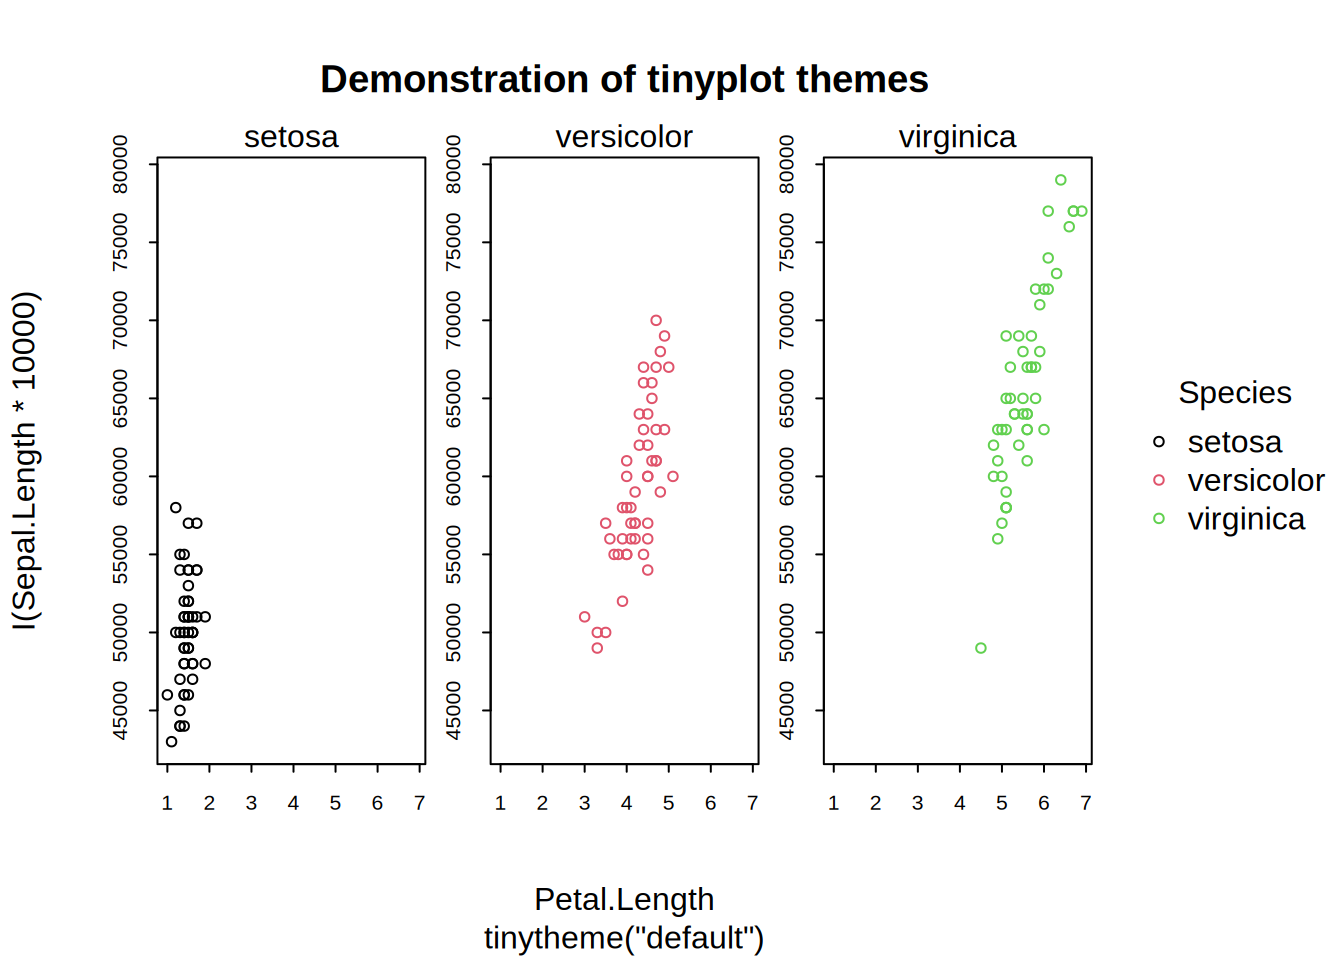 Demonstration of tinyplot themes
setosa versicolor virginica
I(Sepal.Length * 10000)
80000 80000 80000
75000 75000 75000
70000 70000 70000
65000 65000 65000
60000 60000 60000
55000 55000 55000
50000 50000 50000
45000 45000 45000
1 2 3 4 5 6 7 1 2 3 4 5 6 7 1 2 3 4 5 6 7
Species
setosa
versicolor
virginica
Petal.Length
tinytheme("default")